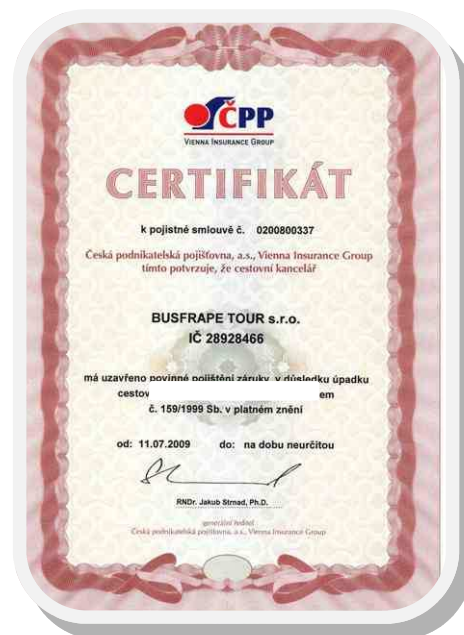 ČPP
VIENNA INSURANCE GROUP
CERTIFIKÁT
k pojistné smlouvě č. 0200800337
Česká podnikatelská pojišťovna, a.s., Vienna Insurance Group
tímto potvrzuje, že cestovní kancelář
BUSFRAPE TOUR s.r.o.
IČ 28928466
má uzavřeno povinné pojištění záruky v důsledku úpadku
cestov em
č. 159/1999 Sb. v platném znění
od: 11.07.2009 do: na dobu neurčitou
RNDr. Jakub Strnad, Ph.D.
generální ředitel
Česká podnikatelská pojišťovna, a.s., Vienna Insurance Group